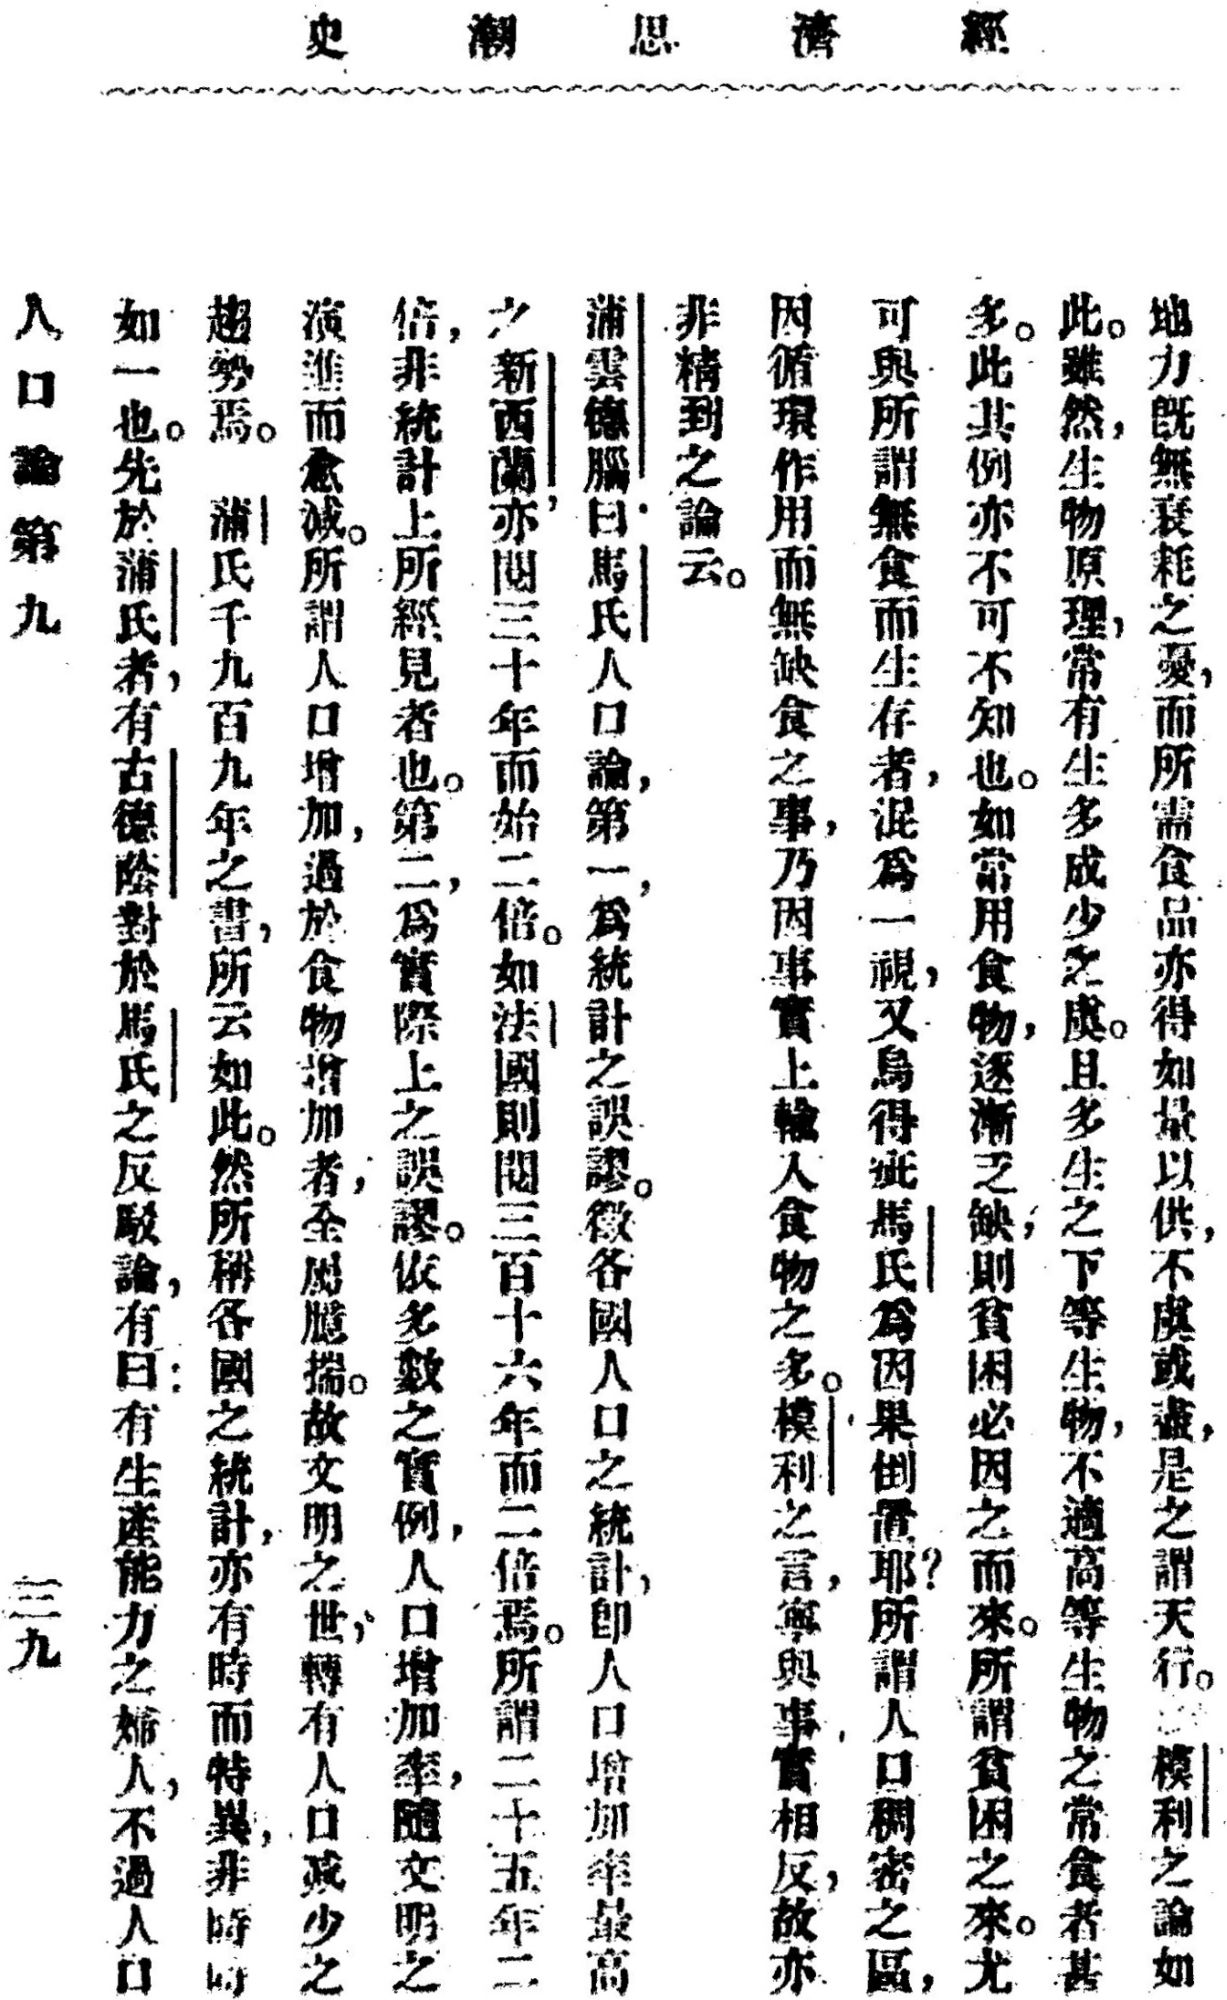 經濟思潮史
地力既無衰耗之憂，而所需食品亦得如量以供，不虞或盡，是之謂天行。模利之論如
此。雖然，生物原理，常有生多成少之虞。且多生之下等生物，不適高等生物之常食者甚
多。此其例亦不可不知也。如常用食物，逐漸乏缺，則貧困必因之而來。所謂貧困之來。尤
可與所謂無食而生存者，混爲一視，又烏得疵馬氏爲因果倒置耶？所謂人口稠密之區，
因循環作用而無缺食之事，乃因事實上輸入食物之多。模利之言，寧與事實相反，故亦
非精到之論云。
蒲雲德腦曰：馬氏人口論，第一，爲統計之誤謬。徵各國人口之統計，卽人口增加率最高
之新西蘭，亦閱三十年而始二倍。如法國則閱三百十六年而二倍焉。所謂二十五年二
倍，非統計上所經見者也。第二，爲實際上之誤謬。依多數之實例，人口增加率，隨文明之
演進而愈減。所謂人口增加，過於食物增加者，全屬臆揣。故文明之世，轉有人口減少之
趨勢焉。蒲氏千九百九年之書，所云如此。然所稱各國之統計，亦有時而特異，非時時
如一也。先於蒲氏者，有古德蔭對於馬氏之反駁論，有曰：有生產能力之婦人，不過人口
人口論第九
三九